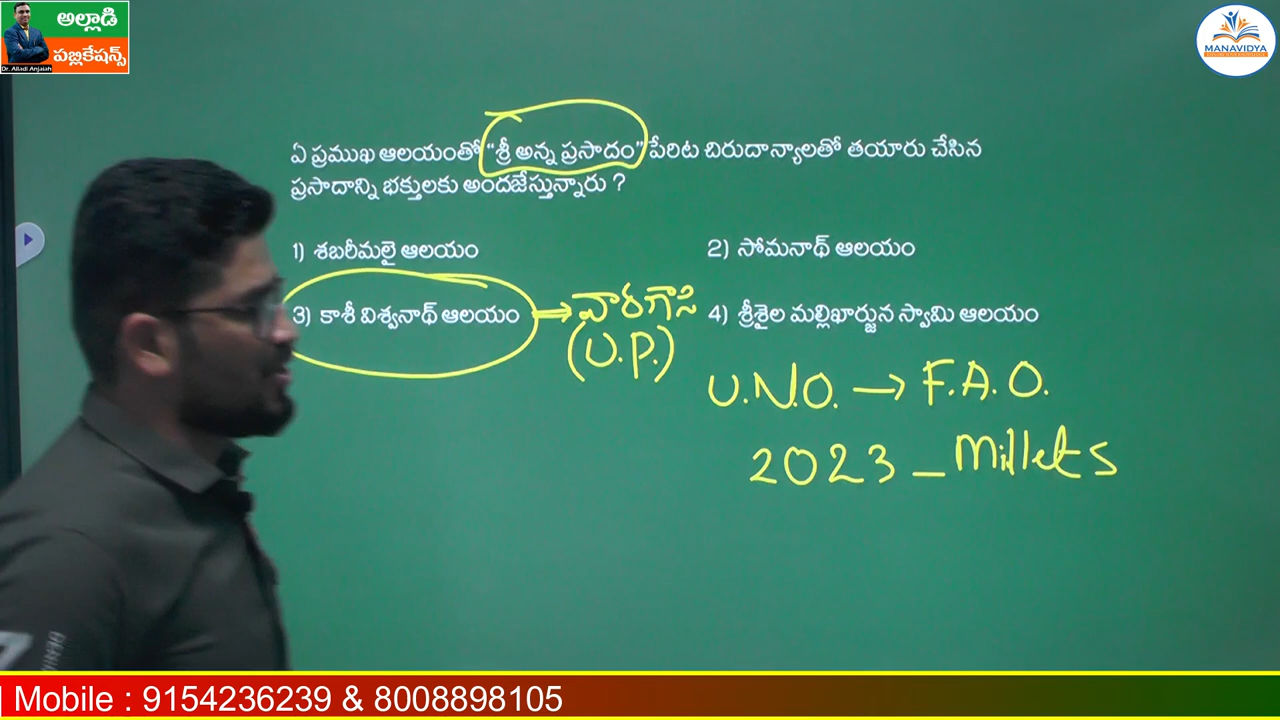 అల్లాడి
పబ్లికేషన్స్
Dr. Alladi Anjaiah
MANAVIDYA
ఏ ప్రముఖ ఆలయంతో "శ్రీ అన్న ప్రసాదం" పేరిట చిరుదాన్యాలతో తయారు చేసిన
ప్రసాదాన్ని భక్తులకు అందజేస్తున్నారు ?
1) శబరీమలై ఆలయం
2) సోమనాథ్ ఆలయం
3) కాశీ విశ్వనాథ్ ఆలయం → వారణాసి
(U.P.)
4) శ్రీశైల మల్లిఖార్జున స్వామి ఆలయం
U.N.O. → F.A.O.
2023 – Millets
Mobile : 9154236239 & 8008898105